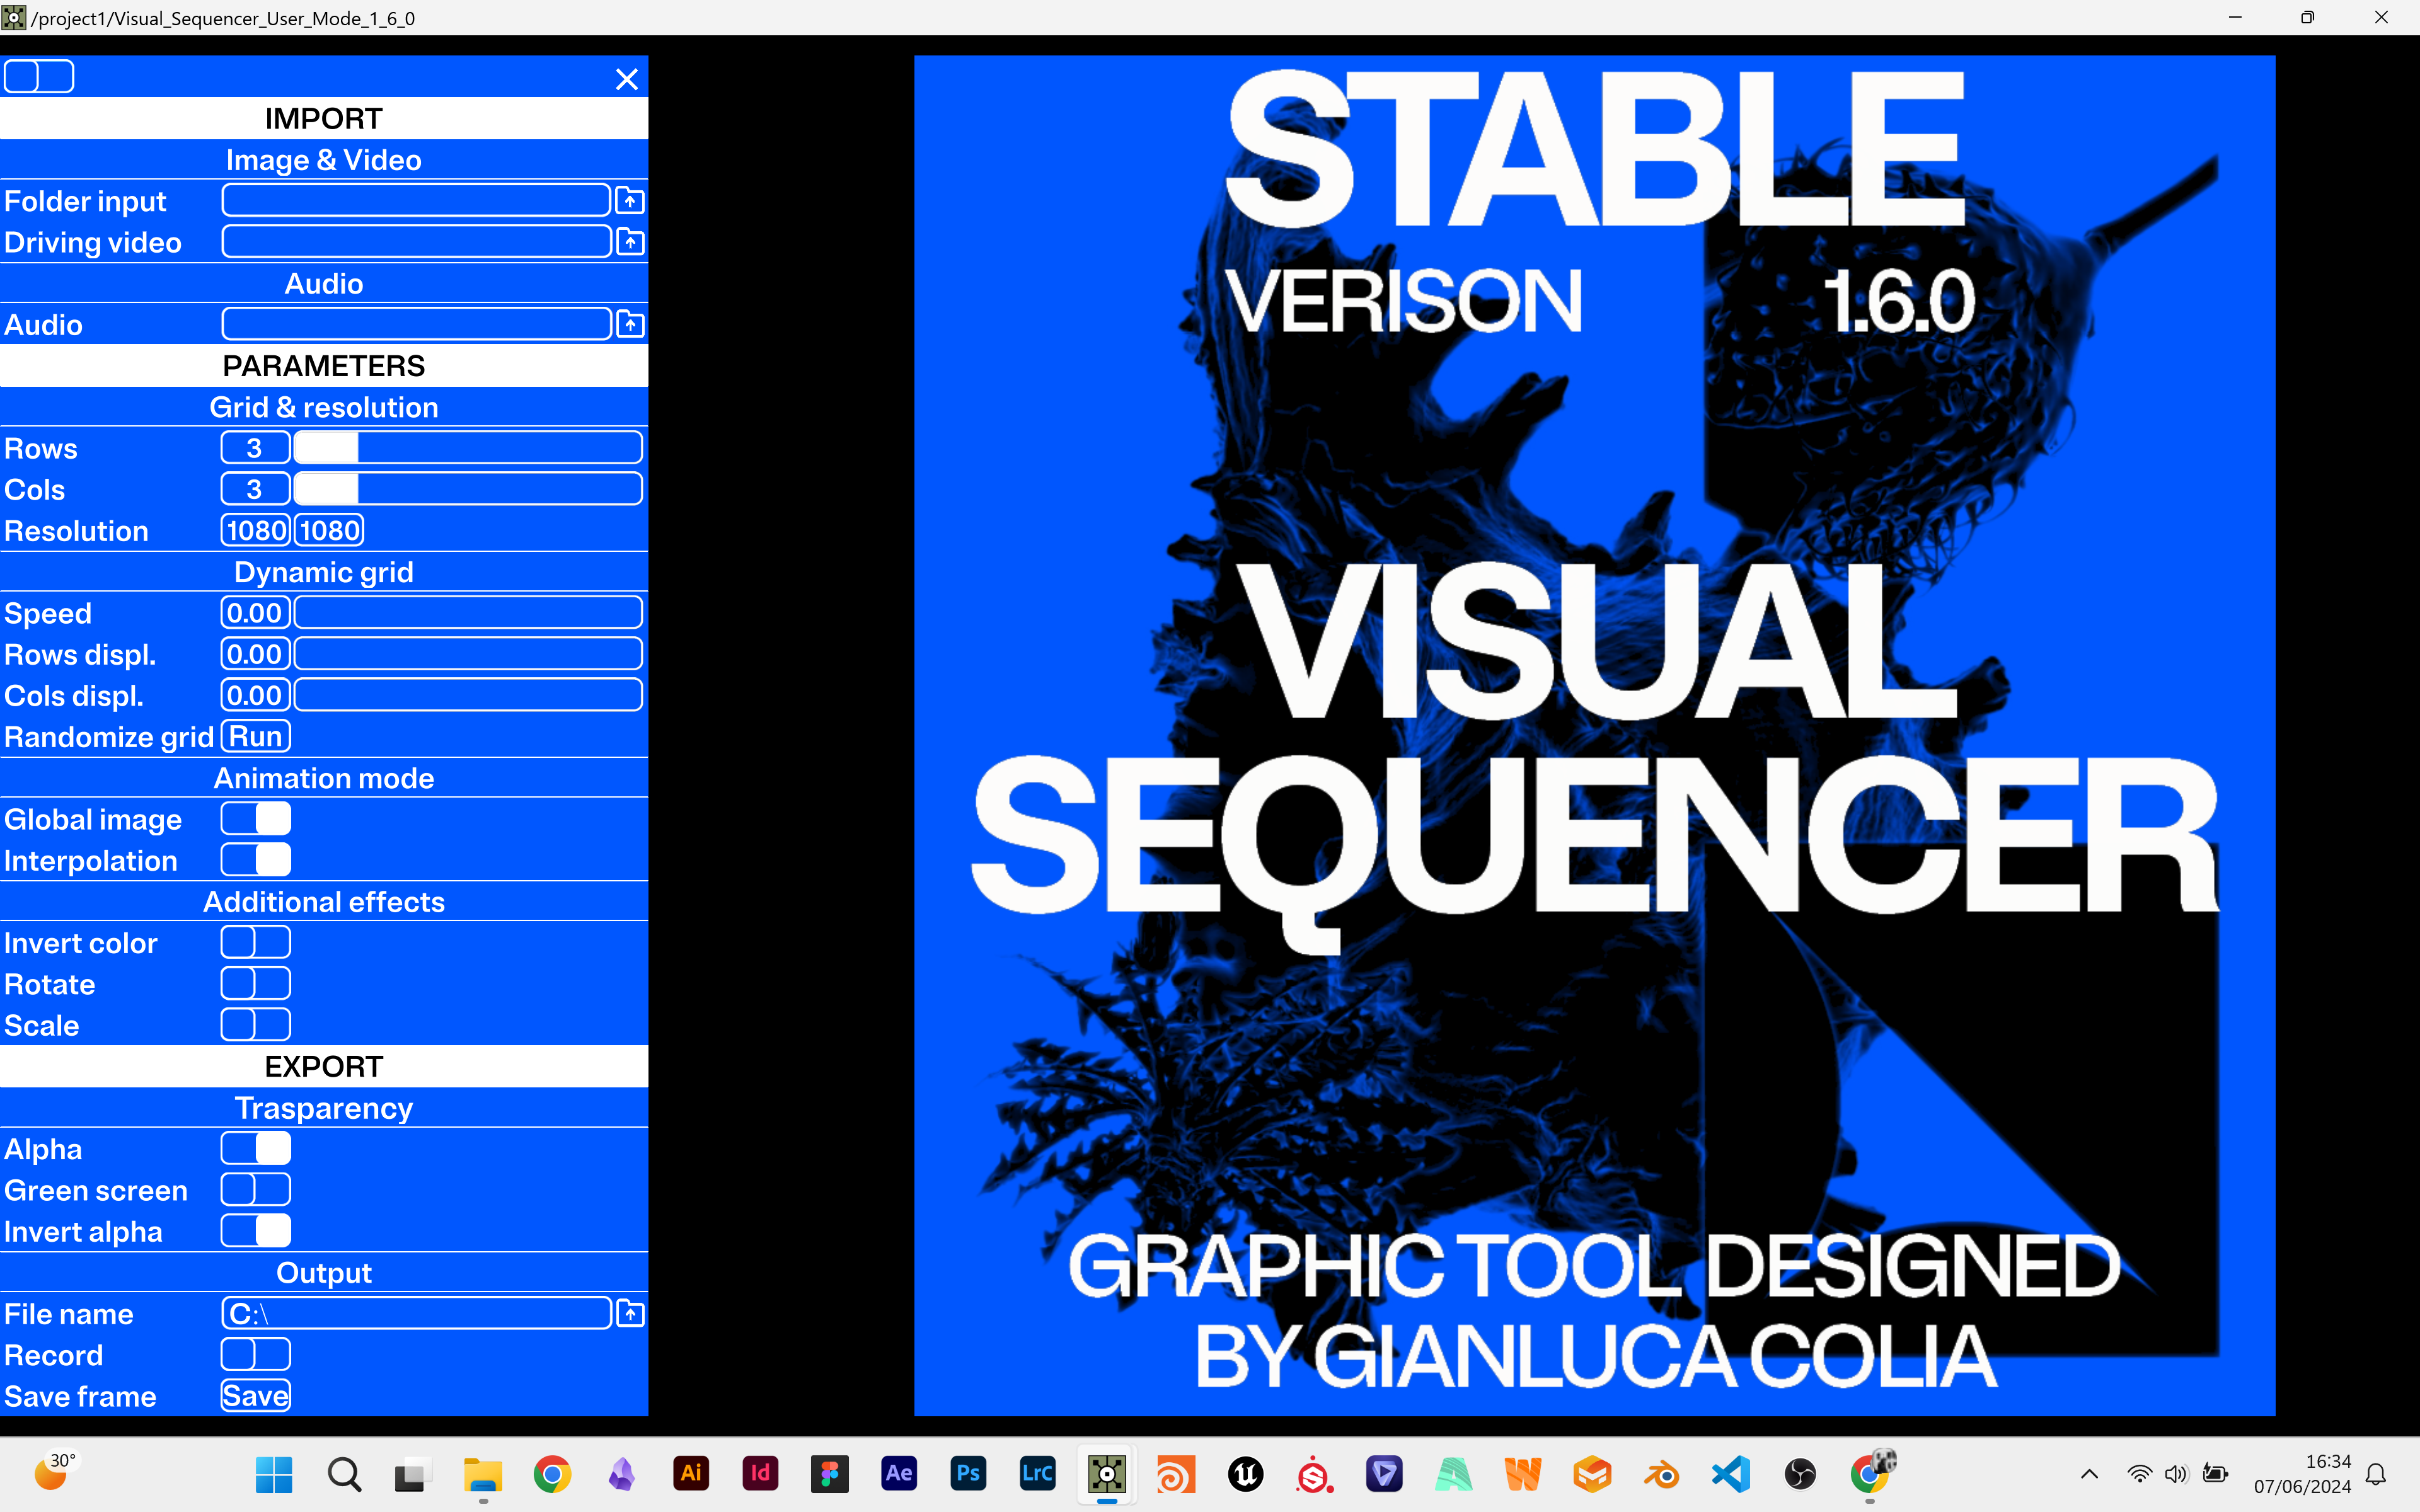 /project1/Visual_Sequencer_User_Mode_1_6_0
IMPORT
Image & Video
Folder input
Driving video
Audio
Audio
PARAMETERS
Grid & resolution
Rows 3
Cols 3
Resolution 1080 1080
Dynamic grid
Speed 0.00
Rows displ. 0.00
Cols displ. 0.00
Randomize grid Run
Animation mode
Global image
Interpolation
Additional effects
Invert color
Rotate
Scale
EXPORT
Trasparency
Alpha
Green screen
Invert alpha
Output
File name C:\
Record
Save frame Save
STABLE
VERISON 1.6.0
VISUAL
SEQUENCER
GRAPHIC TOOL DESIGNED
BY GIANLUCA COLIA
30°
Ai
Id
Ae
Ps
LrC
16:34
07/06/2024